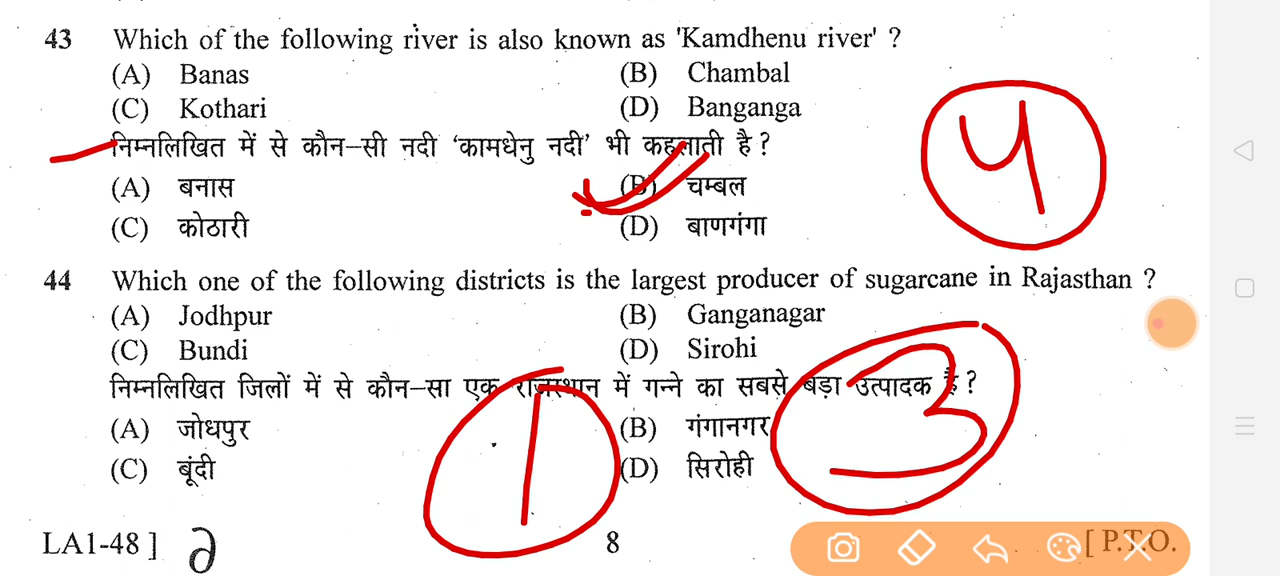 43 Which of the following river is also known as 'Kamdhenu river' ?
(A) Banas (B) Chambal
(C) Kothari (D) Banganga
निम्नलिखित में से कौन-सी नदी ‘कामधेनु नदी’ भी कहलाती है ?
(A) बनास (B) चम्बल
(C) कोठारी (D) बाणगंगा
4
44 Which one of the following districts is the largest producer of sugarcane in Rajasthan ?
(A) Jodhpur (B) Ganganagar
(C) Bundi (D) Sirohi
निम्नलिखित जिलों में से कौन-सा एक राजस्थान में गन्ने का सबसे बड़ा उत्पादक है ?
(A) जोधपुर (B) गंगानगर
(C) बूंदी (D) सिरोही
1 3
LA1-48 ] 8 [ P.T.O.